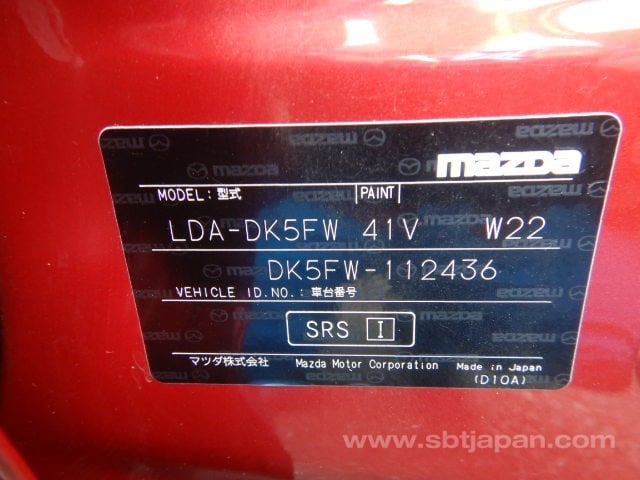 mazda
MODEL: 型式 PAINT
LDA-DK5FW 41V W22
DK5FW-112436
VEHICLE I.D.NO.: 車台番号
SRS I
マツダ株式会社 Mazda Motor Corporation Made in Japan
(D10A)
www.sbtjapan.com